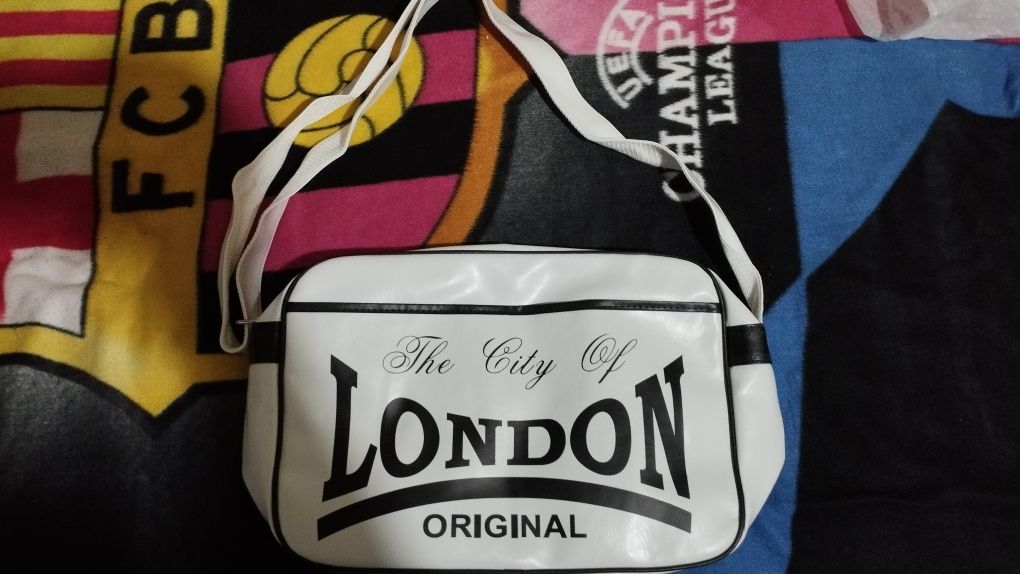 FCB
UEFA
CHAMPI
LEAGU
The City Of
LONDON
ORIGINAL